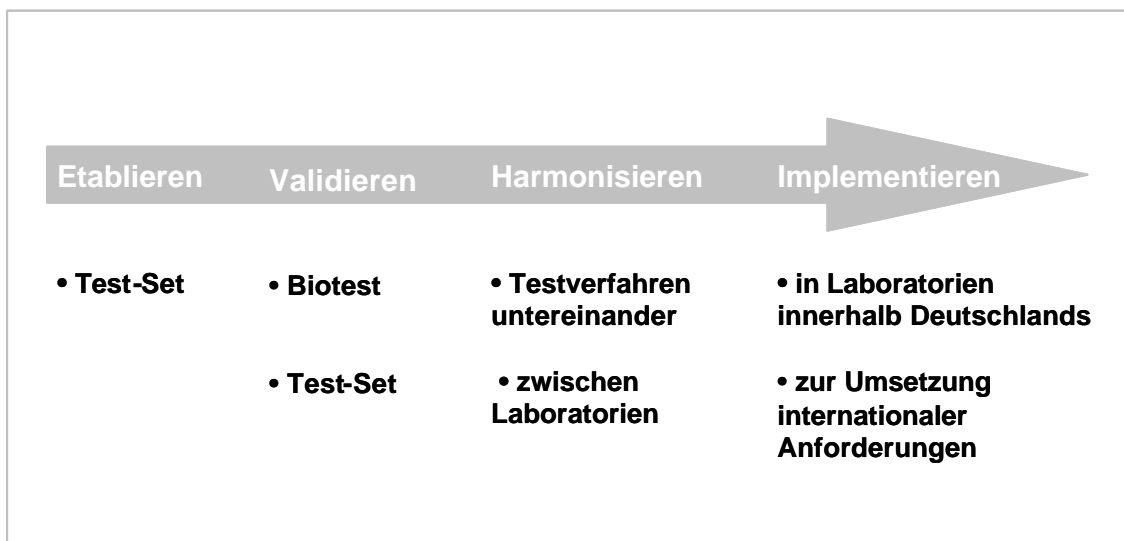 Etablieren Validieren Harmonisieren Implementieren
• Test-Set
• Biotest
• Test-Set
• Testverfahren
untereinander
• zwischen
Laboratorien
• in Laboratorien
innerhalb Deutschlands
• zur Umsetzung
internationaler
Anforderungen